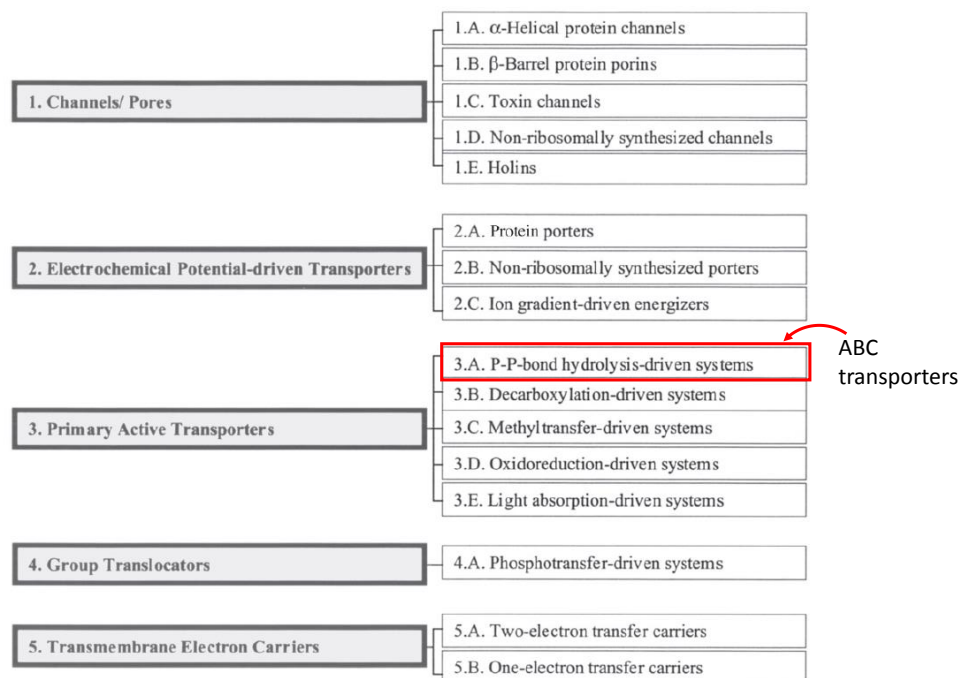 1. Channels/ Pores
1.A. α-Helical protein channels
1.B. β-Barrel protein porins
1.C. Toxin channels
1.D. Non-ribosomally synthesized channels
1.E. Holins
2. Electrochemical Potential-driven Transporters
2.A. Protein porters
2.B. Non-ribosomally synthesized porters
2.C. Ion gradient-driven energizers
3. Primary Active Transporters
3.A. P-P-bond hydrolysis-driven systems
3.B. Decarboxylation-driven systems
3.C. Methyltransfer-driven systems
3.D. Oxidoreduction-driven systems
3.E. Light absorption-driven systems
ABC
transporters
4. Group Translocators
4.A. Phosphotransfer-driven systems
5. Transmembrane Electron Carriers
5.A. Two-electron transfer carriers
5.B. One-electron transfer carriers